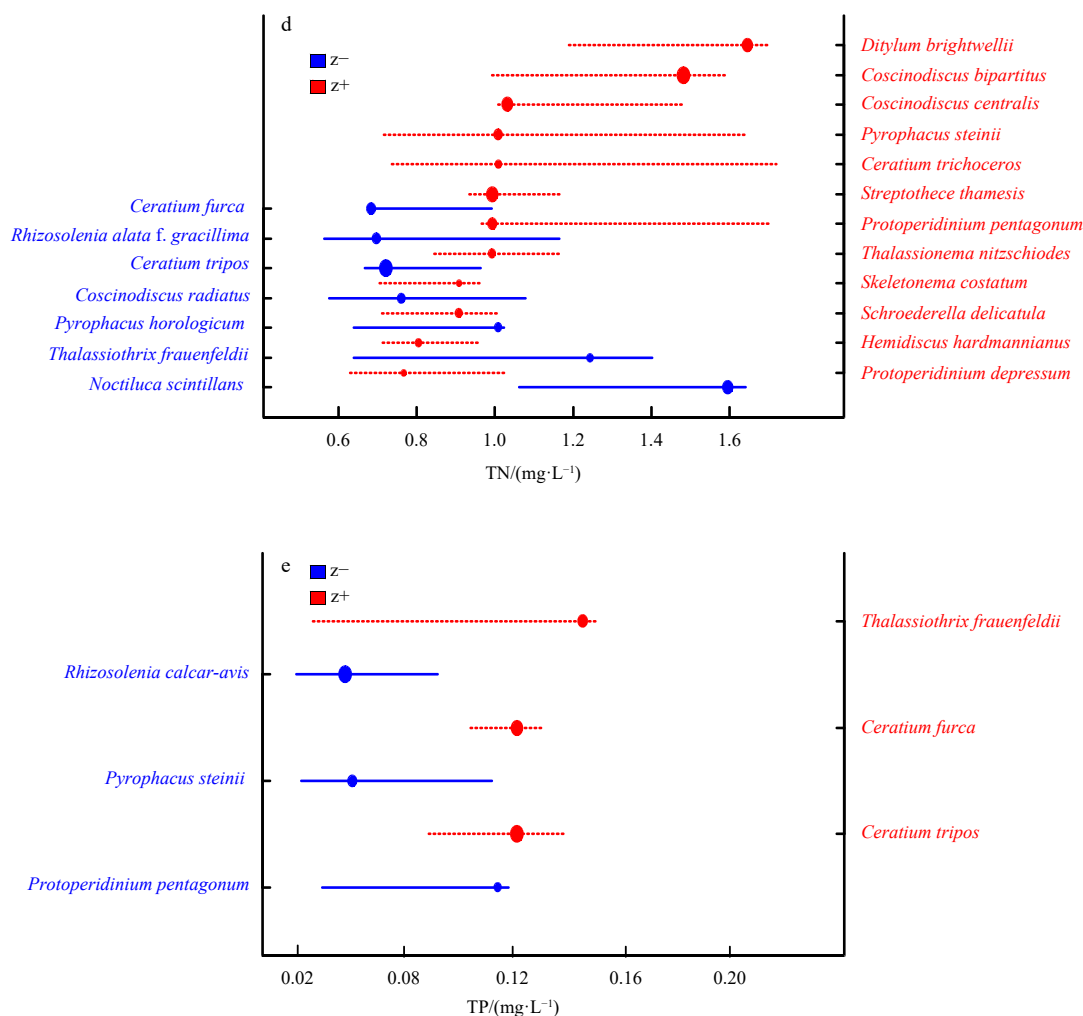 d
z−
z+
Ditylum brightwellii
Coscinodiscus bipartitus
Coscinodiscus centralis
Pyrophacus steinii
Ceratium trichoceros
Streptothece thamesis
Protoperidinium pentagonum
Thalassionema nitzschiodes
Skeletonema costatum
Schroederella delicatula
Hemidiscus hardmannianus
Protoperidinium depressum
Ceratium furca
Rhizosolenia alata f. gracillima
Ceratium tripos
Coscinodiscus radiatus
Pyrophacus horologicum
Thalassiothrix frauenfeldii
Noctiluca scintillans
0.6 0.8 1.0 1.2 1.4 1.6
TN/(mg·L⁻¹)
e
z−
z+
Thalassiothrix frauenfeldii
Ceratium furca
Ceratium tripos
Rhizosolenia calcar-avis
Pyrophacus steinii
Protoperidinium pentagonum
0.02 0.08 0.12 0.16 0.20
TP/(mg·L⁻¹)